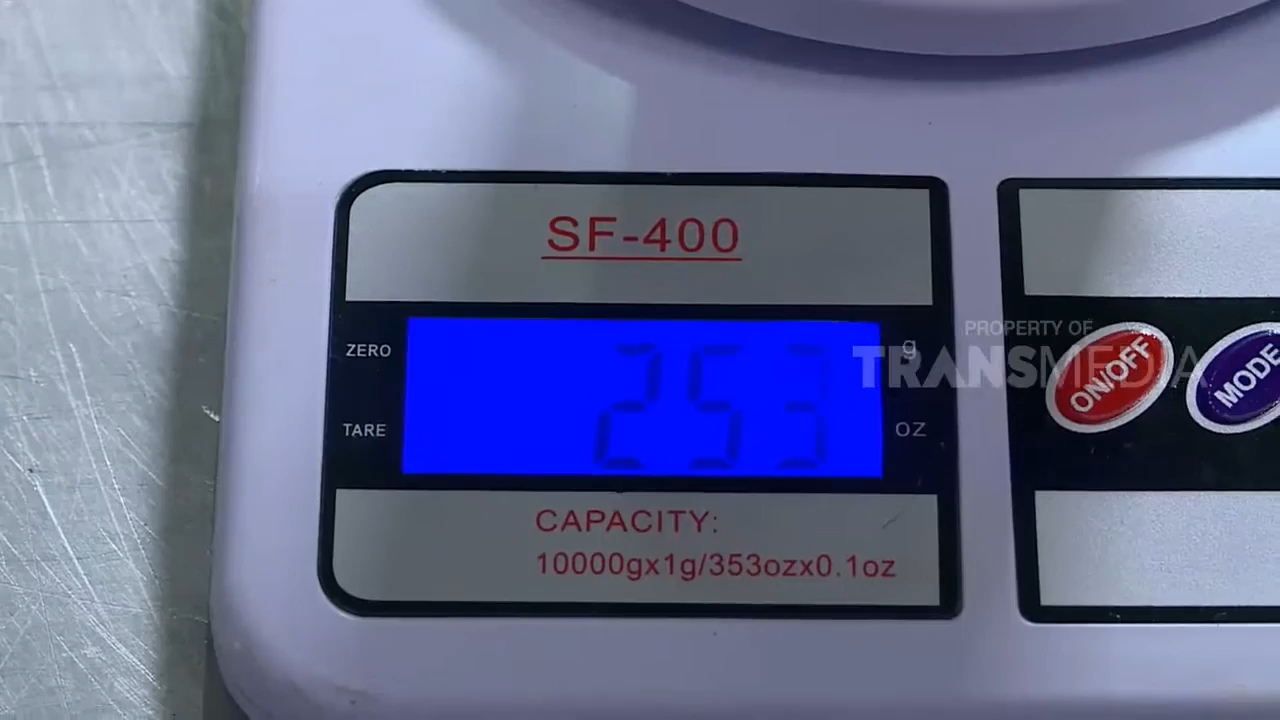 SF-400
ZERO
TARE
253
g
oz
CAPACITY:
10000gx1g/353ozx0.1oz
PROPERTY OF
TRANSMEDIA
ON/OFF
MODE